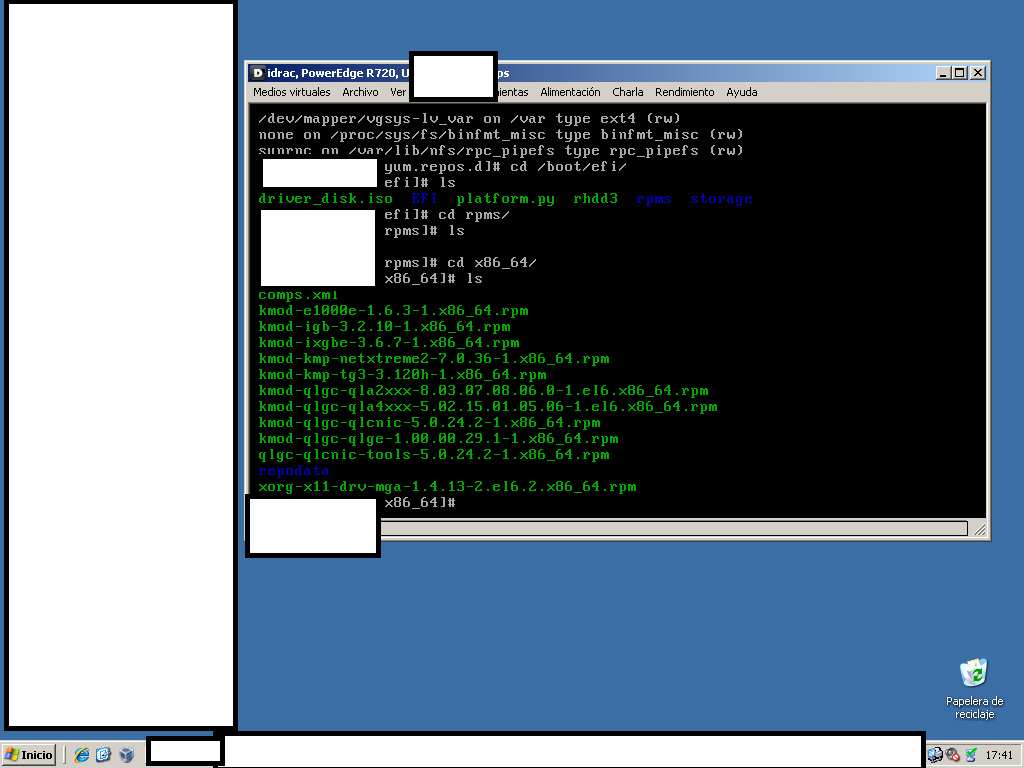 idrac, PowerEdge R720, U
ps
Medios virtuales Archivo Ver
ientas Alimentación Charla Rendimiento Ayuda
/dev/mapper/vgsys-lv_var on /var type ext4 (rw)
none on /proc/sys/fs/binfmt_misc type binfmt_misc (rw)
sunrpc on /var/lib/nfs/rpc_pipefs type rpc_pipefs (rw)
yum.repos.d]# cd /boot/efi/
efi]# ls
driver_disk.iso EFI platform.py rhdd3 rpms storage
efi]# cd rpms/
rpms]# ls
rpms]# cd x86_64/
x86_64]# ls
comps.xml
kmod-e1000e-1.6.3-1.x86_64.rpm
kmod-igb-3.2.10-1.x86_64.rpm
kmod-ixgbe-3.6.7-1.x86_64.rpm
kmod-kmp-netxtreme2-7.0.36-1.x86_64.rpm
kmod-kmp-tg3-3.120h-1.x86_64.rpm
kmod-qlgc-qla2xxx-8.03.07.08.06.0-1.el6.x86_64.rpm
kmod-qlgc-qla4xxx-5.02.15.01.05.06-1.el6.x86_64.rpm
kmod-qlgc-qlcnic-5.0.24.2-1.x86_64.rpm
kmod-qlgc-qlge-1.00.00.29.1-1.x86_64.rpm
qlgc-qlcnic-tools-5.0.24.2-1.x86_64.rpm
repodata
xorg-x11-drv-mga-1.4.13-2.el6.2.x86_64.rpm
x86_64]#
Papelera de
reciclaje
Inicio
17:41